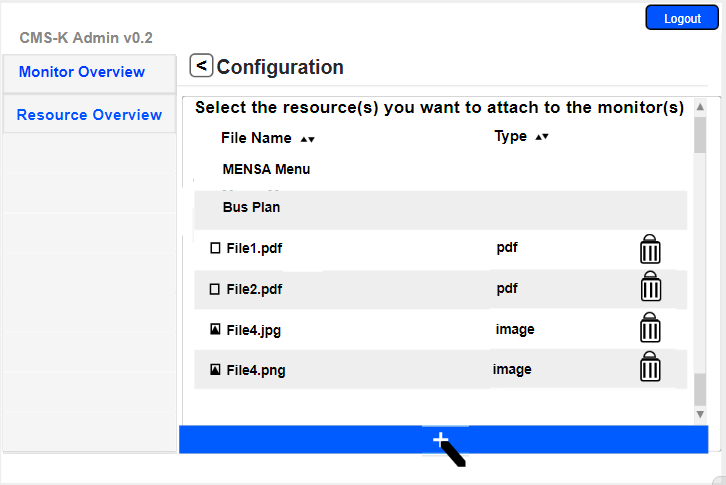 Logout
CMS-K Admin v0.2
Monitor Overview
Resource Overview
< Configuration
Select the resource(s) you want to attach to the monitor(s)
File Name ▲▼ Type ▲▼
MENSA Menu
Bus Plan
File1.pdf pdf
File2.pdf pdf
File4.jpg image
File4.png image
+